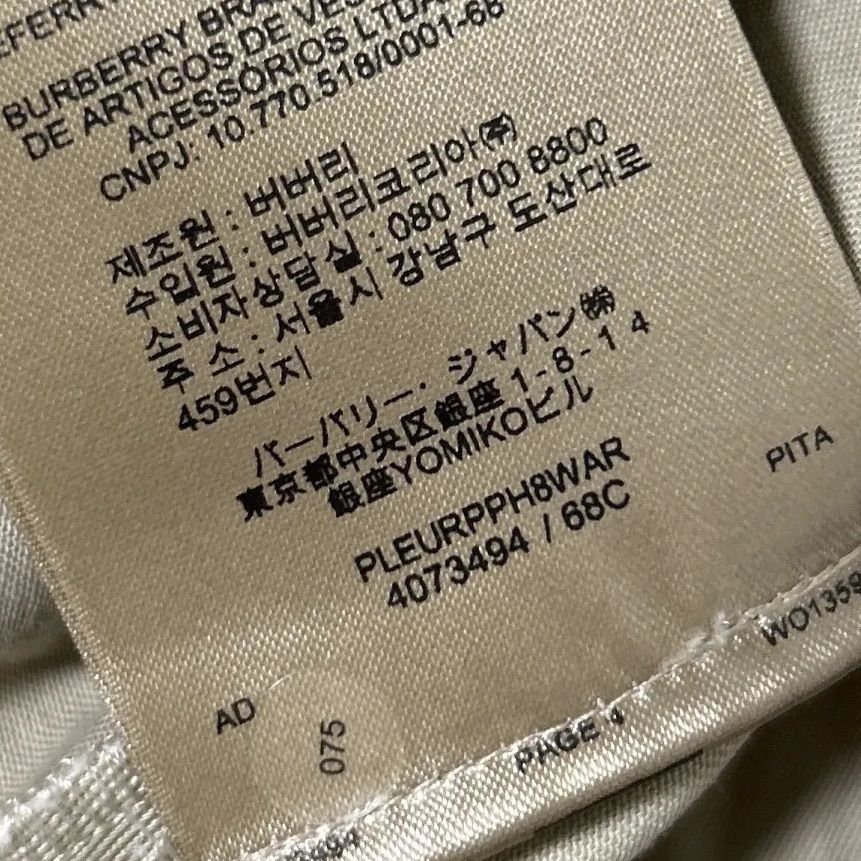 BURBERRY
DE ARTIGOS DE
ACESSÓRIOS LTDA
CNPJ: 10.770.518/0001-68
제조원 : 버버리
수입원 : 버버리코리아㈜
소비자상담실 : 080 700 8800
주 소 : 서울시 강남구 도산대로
459번지
バーバリー・ジャパン㈱
東京都中央区銀座1-8-14
銀座YOMIKOビル
PLEURPPH8WAR
4073494 / 68C
PITA
WO1359
AD
075
PAGE 4